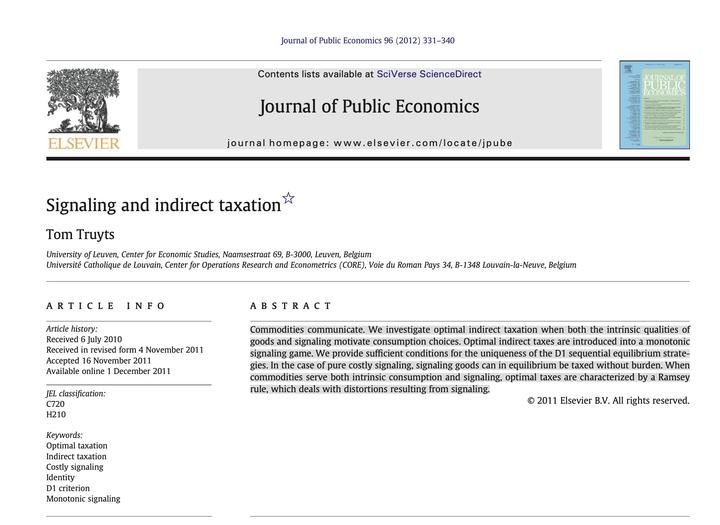 Journal of Public Economics 96 (2012) 331–340
Contents lists available at SciVerse ScienceDirect
Journal of Public Economics
journal homepage: www.elsevier.com/locate/jpube
ELSEVIER
JOURNAL OF
PUBLIC
ECONOMICS
Signaling and indirect taxation☆
Tom Truyts
University of Leuven, Center for Economic Studies, Naamsestraat 69, B-3000, Leuven, Belgium
Université Catholique de Louvain, Center for Operations Research and Econometrics (CORE), Voie du Roman Pays 34, B-1348 Louvain-la-Neuve, Belgium
ARTICLE INFO
Article history:
Received 6 July 2010
Received in revised form 4 November 2011
Accepted 16 November 2011
Available online 1 December 2011
JEL classification:
C720
H210
Keywords:
Optimal taxation
Indirect taxation
Costly signaling
Identity
D1 criterion
Monotonic signaling
ABSTRACT
Commodities communicate. We investigate optimal indirect taxation when both the intrinsic qualities of
goods and signaling motivate consumption choices. Optimal indirect taxes are introduced into a monotonic
signaling game. We provide sufficient conditions for the uniqueness of the D1 sequential equilibrium strate-
gies. In the case of pure costly signaling, signaling goods can in equilibrium be taxed without burden. When
commodities serve both intrinsic consumption and signaling, optimal taxes are characterized by a Ramsey
rule, which deals with distortions resulting from signaling.
© 2011 Elsevier B.V. All rights reserved.